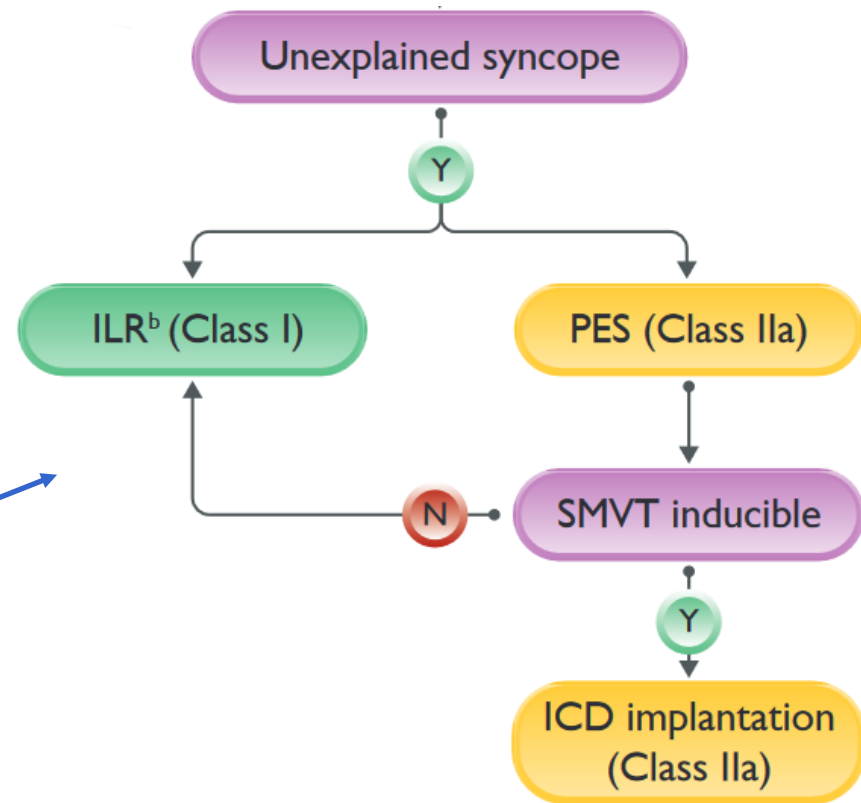 Unexplained syncope
Y
ILRᵇ (Class I)
PES (Class IIa)
N
SMVT inducible
Y
ICD implantation
(Class IIa)